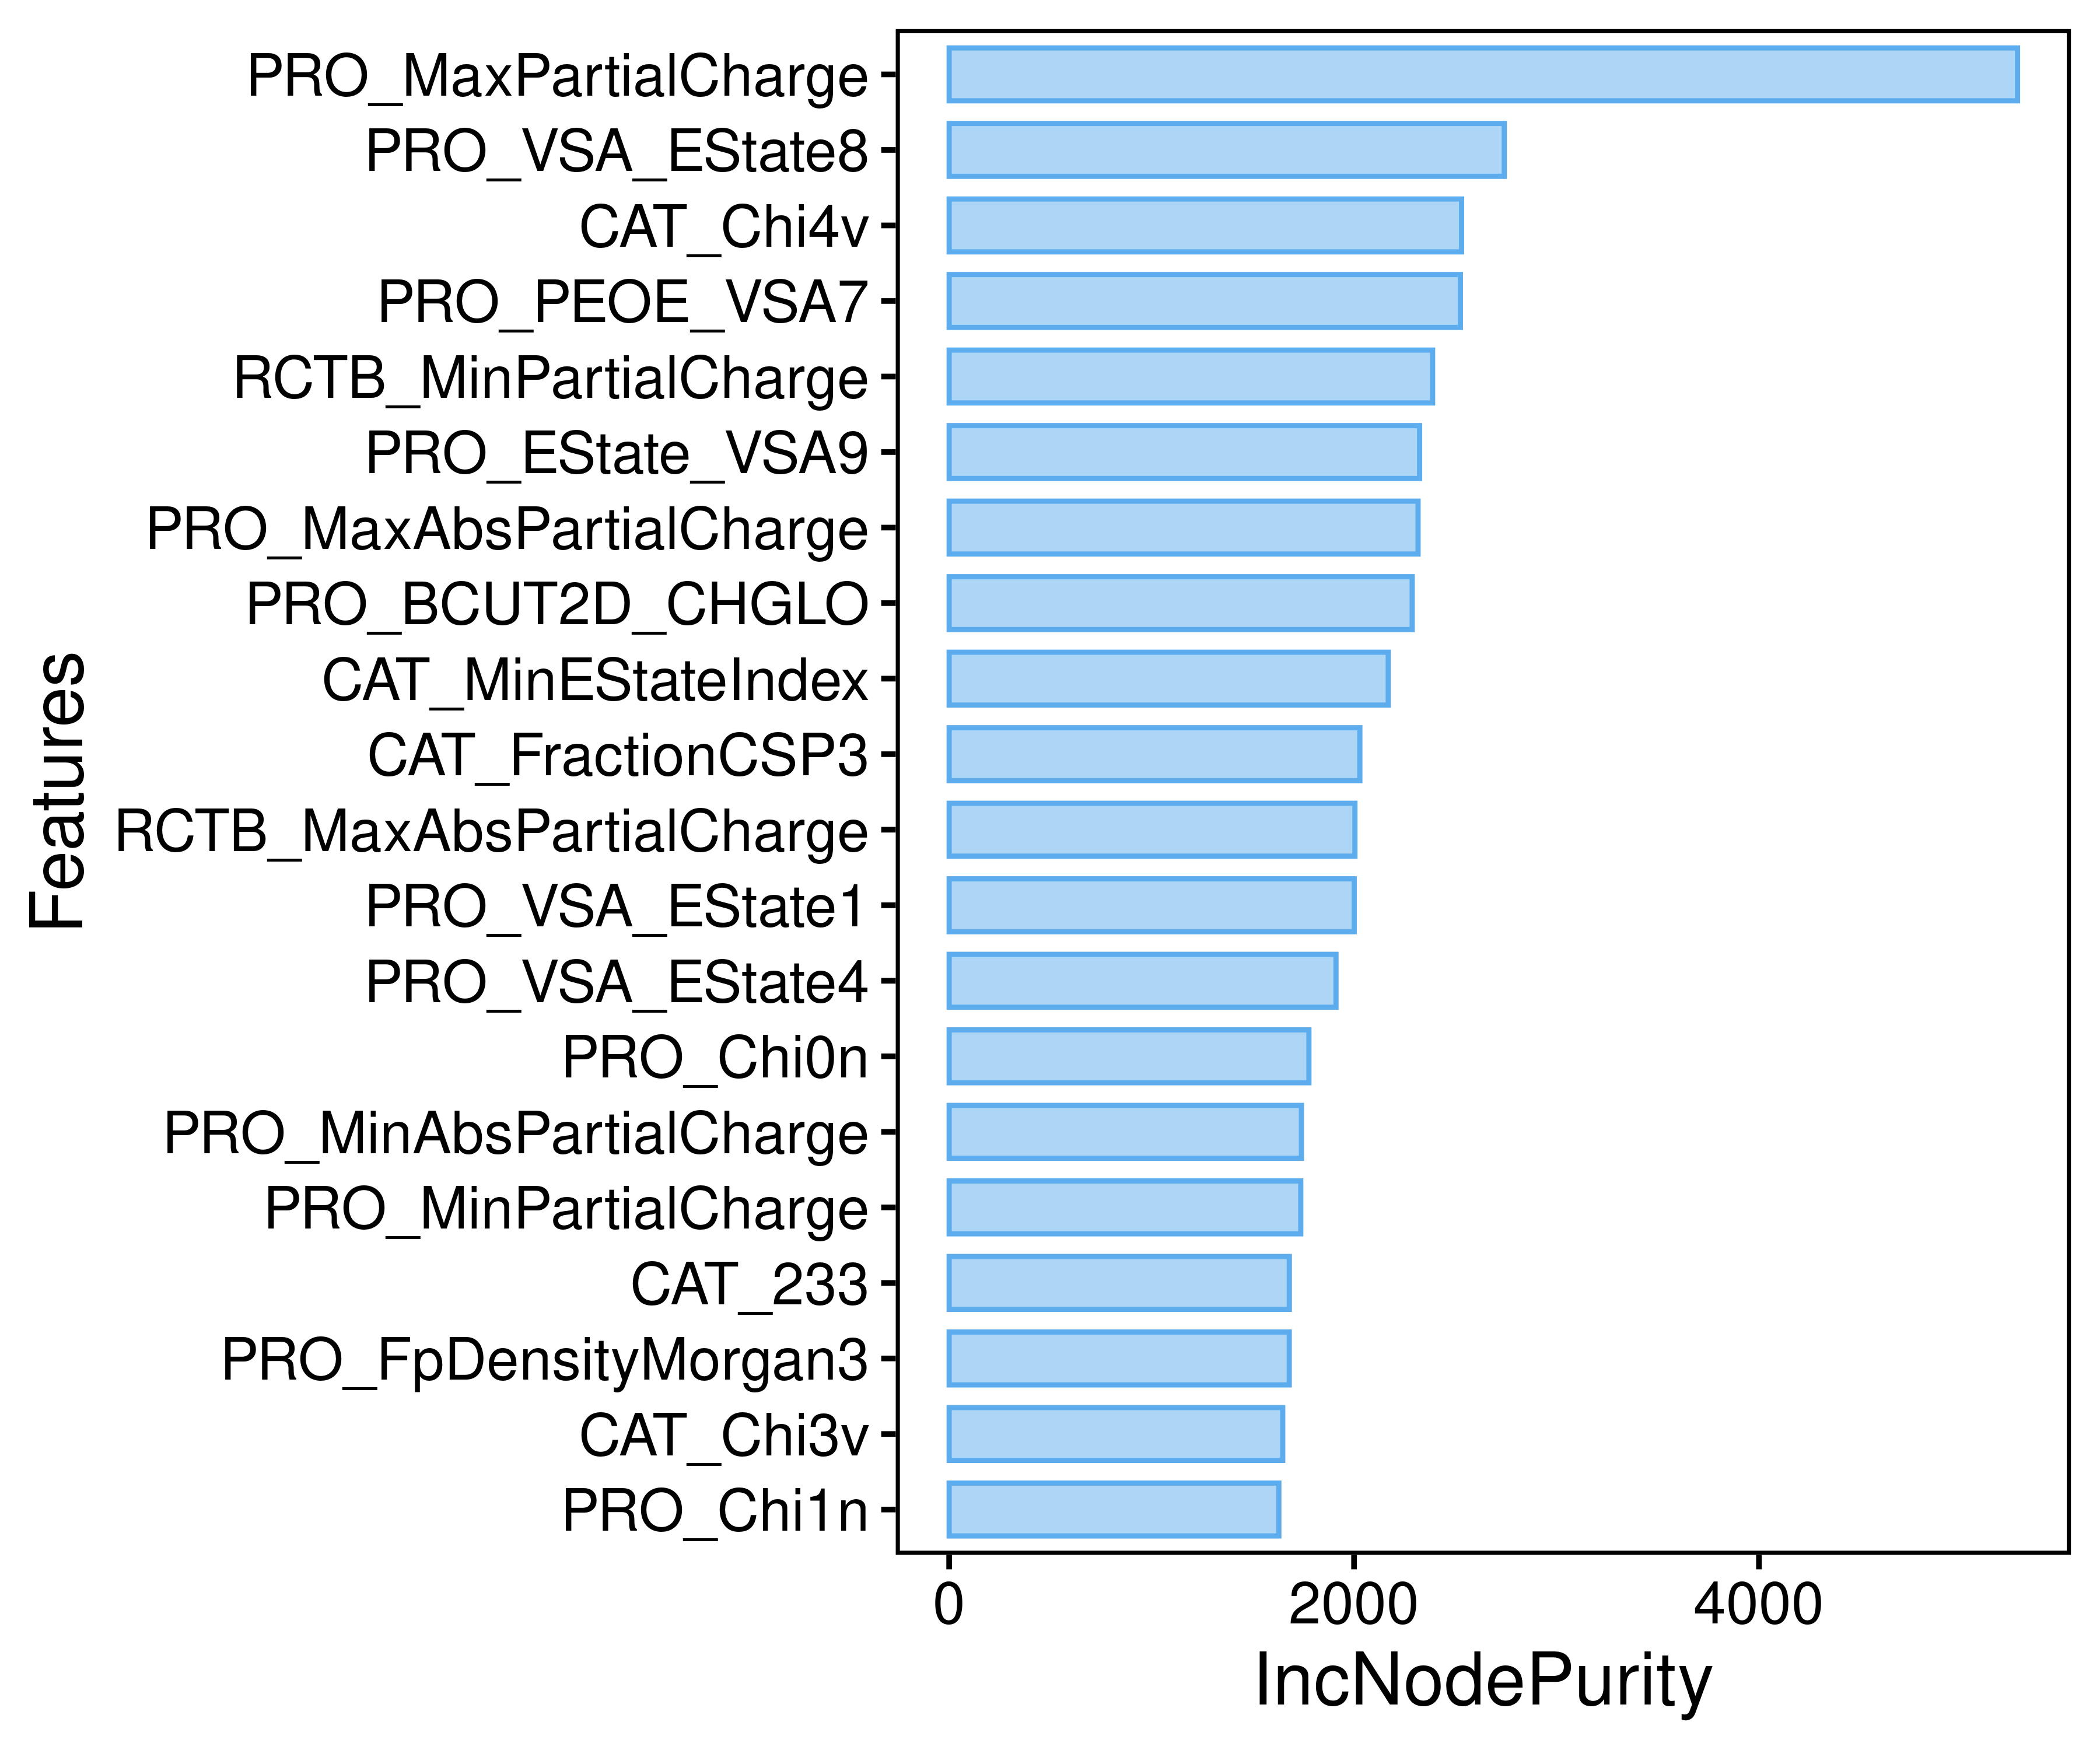 PRO_MaxPartialCharge
PRO_VSA_EState8
CAT_Chi4v
PRO_PEOE_VSA7
RCTB_MinPartialCharge
PRO_EState_VSA9
PRO_MaxAbsPartialCharge
PRO_BCUT2D_CHGLO
CAT_MinEStateIndex
CAT_FractionCSP3
RCTB_MaxAbsPartialCharge
PRO_VSA_EState1
PRO_VSA_EState4
PRO_Chi0n
PRO_MinAbsPartialCharge
PRO_MinPartialCharge
CAT_233
PRO_FpDensityMorgan3
CAT_Chi3v
PRO_Chi1n
Features
0 2000 4000
IncNodePurity